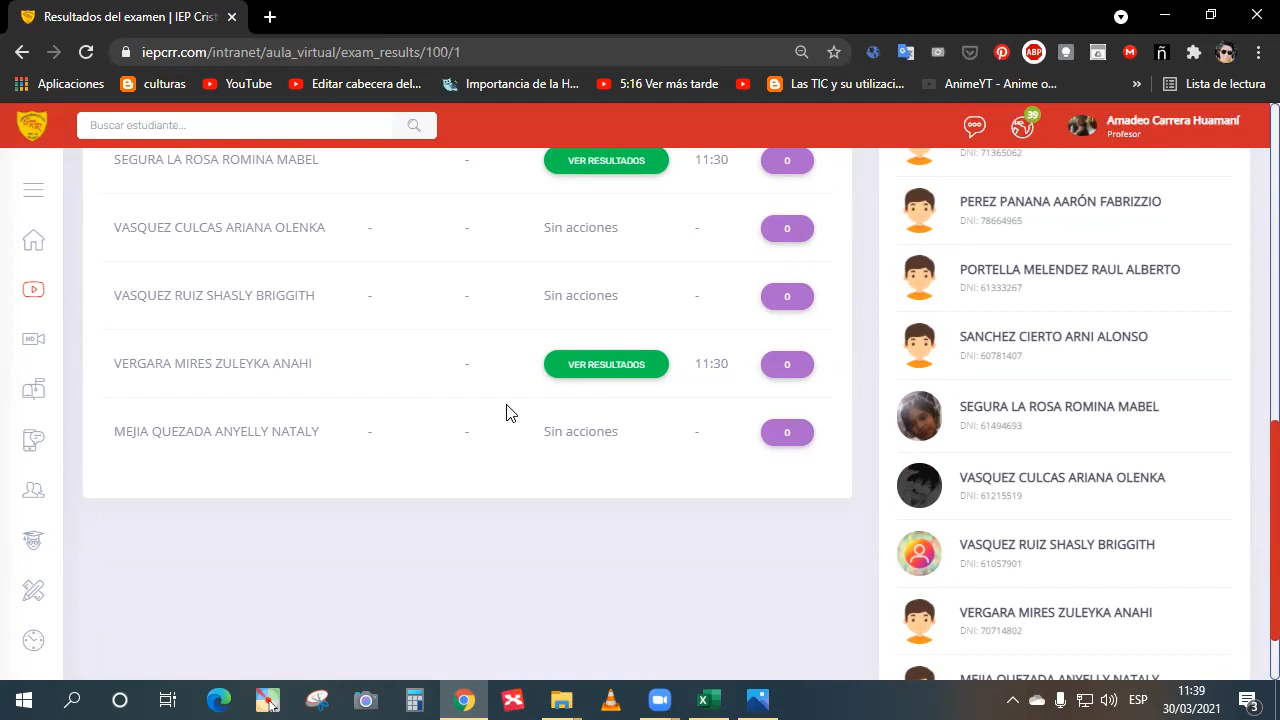 Resultados del examen | IEP Crist
iepcrr.com/intranet/aula_virtual/exam_results/100/1
ABP
M
ñ
Aplicaciones
culturas
YouTube
Editar cabecera del...
Importancia de la H...
5:16 Ver más tarde
Las TIC y su utilizaci...
AnimeYT - Anime o...
»
Lista de lectura
Buscar estudiante...
39
Amadeo Carrera Huamaní
Profesor
SEGURA LA ROSA ROMINA MABEL - VER RESULTADOS 11:30 0
VASQUEZ CULCAS ARIANA OLENKA - - Sin acciones - 0
VASQUEZ RUIZ SHASLY BRIGGITH - - Sin acciones - 0
VERGARA MIRES ZULEYKA ANAHI - VER RESULTADOS 11:30 0
MEJIA QUEZADA ANYELLY NATALY - - Sin acciones - 0
DNI: 71365062
PEREZ PANANA AARÓN FABRIZZIO
DNI: 78664965
PORTELLA MELENDEZ RAUL ALBERTO
DNI: 61333267
SANCHEZ CIERTO ARNI ALONSO
DNI: 60781407
SEGURA LA ROSA ROMINA MABEL
DNI: 61494693
VASQUEZ CULCAS ARIANA OLENKA
DNI: 61215519
VASQUEZ RUIZ SHASLY BRIGGITH
DNI: 61057901
VERGARA MIRES ZULEYKA ANAHI
DNI: 70714802
MEJIA QUEZADA ANYELLY NATALY
HD
ESP
11:39
30/03/2021
3